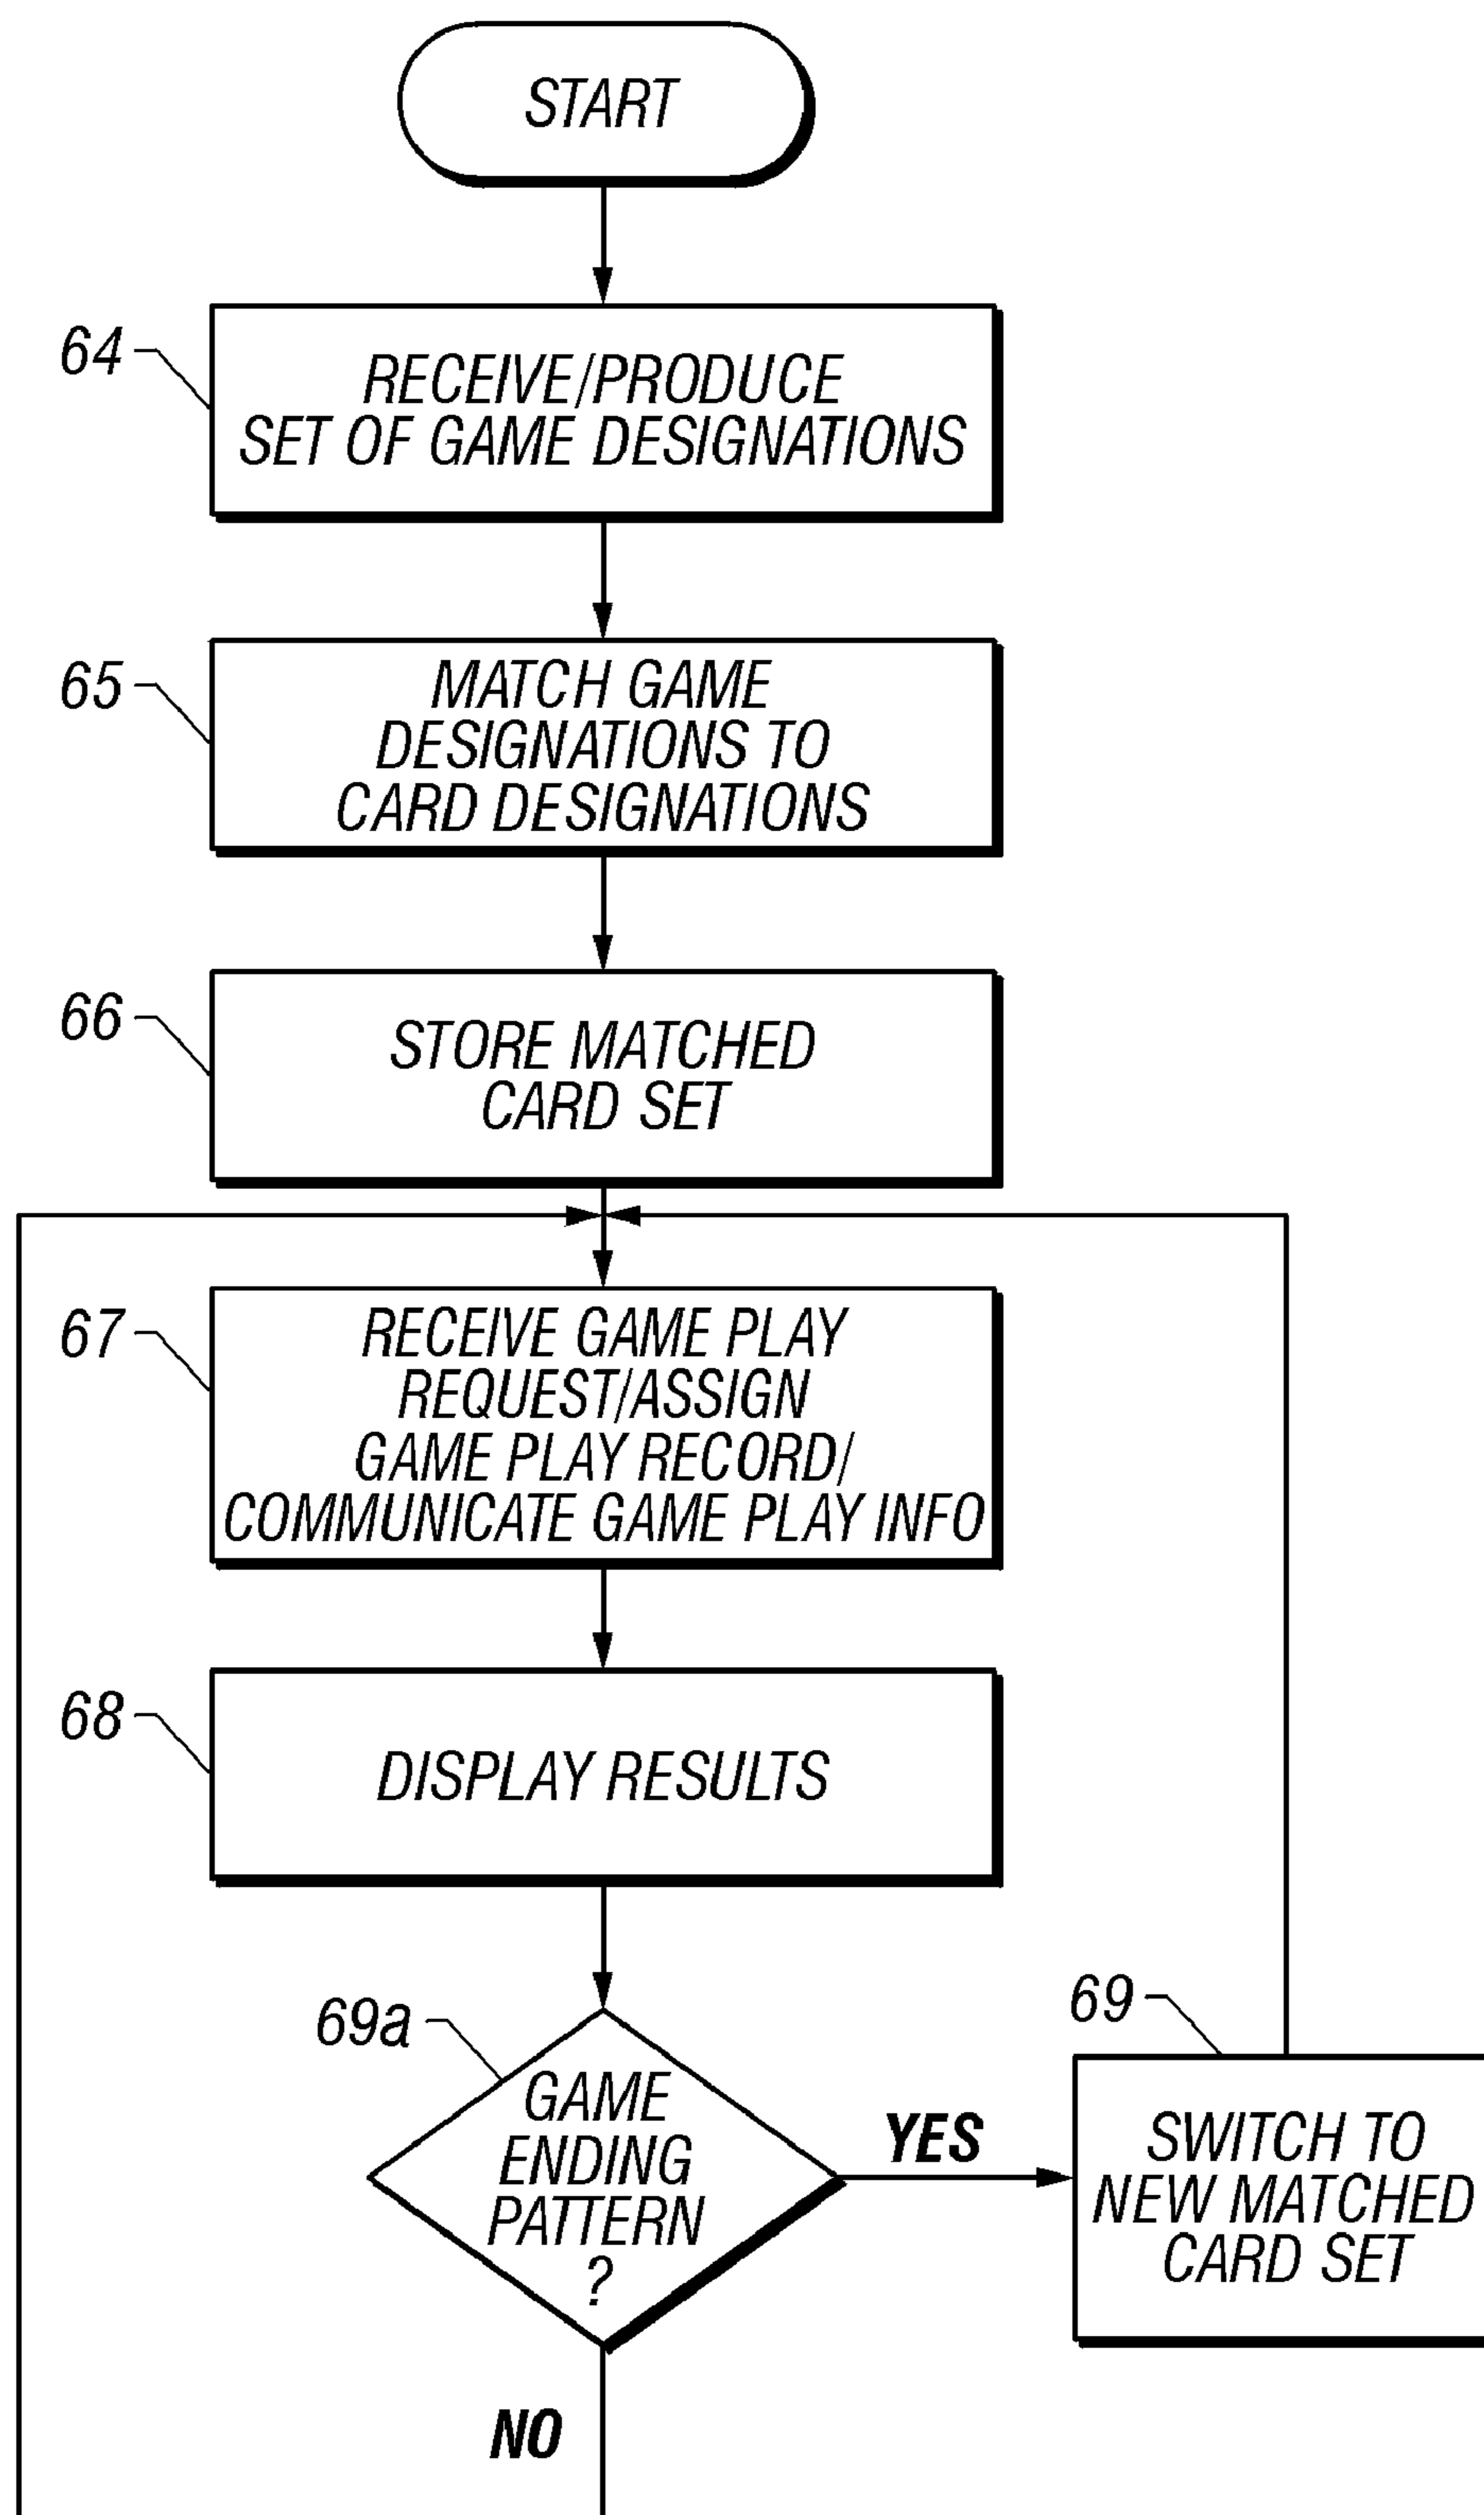 START
64
RECEIVE/PRODUCE
SET OF GAME DESIGNATIONS
65
MATCH GAME
DESIGNATIONS TO
CARD DESIGNATIONS
66
STORE MATCHED
CARD SET
67
RECEIVE GAME PLAY
REQUEST/ASSIGN
GAME PLAY RECORD/
COMMUNICATE GAME PLAY INFO
68
DISPLAY RESULTS
69a
GAME
ENDING
PATTERN
?
YES
69
SWITCH TO
NEW MATCHED
CARD SET
NO